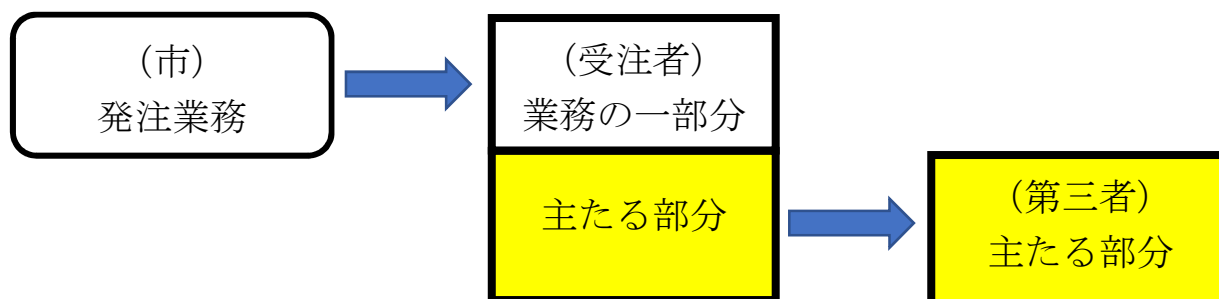 （市）
発注業務
（受注者）
業務の一部分
主たる部分
（第三者）
主たる部分